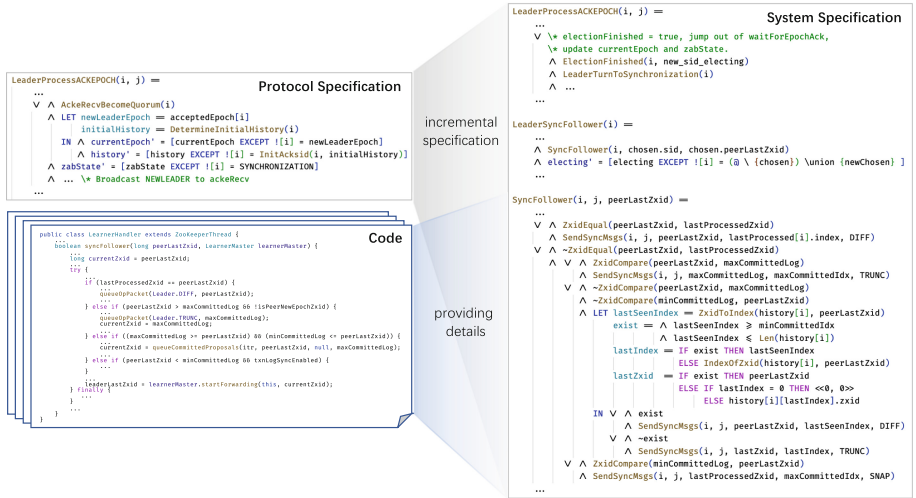 LeaderProcessACKEPOCH(i, j) ==
Protocol Specification
...
∨ ∧ AckeRecvBecomeQuorum(i)
∧ LET newLeaderEpoch == acceptedEpoch[i]
initialHistory == DetermineInitialHistory(i)
IN ∧ currentEpoch' = [currentEpoch EXCEPT ![i] = newLeaderEpoch]
∧ history' = [history EXCEPT ![i] = InitAcksid(i, initialHistory)]
∧ zabState' = [zabState EXCEPT ![i] = SYNCHRONIZATION]
∧ ... \* Broadcast NEWLEADER to ackeRecv
...
Code
public class LearnerHandler extends ZooKeeperThread {
...
boolean syncFollower(long peerLastZxid, LearnerMaster learnerMaster) {
...
long currentZxid = peerLastZxid;
...
try {
...
if (lastProcessedZxid == peerLastZxid) {
...
queueOpPacket(Leader.DIFF, peerLastZxid);
...
} else if (peerLastZxid > maxCommittedLog && !isPeerNewEpochZxid) {
...
queueOpPacket(Leader.TRUNC, maxCommittedLog);
currentZxid = maxCommittedLog;
...
} else if ((maxCommittedLog >= peerLastZxid) && (minCommittedLog <= peerLastZxid)) {
...
currentZxid = queueCommittedProposals(itr, peerLastZxid, null, maxCommittedLog);
...
} else if (peerLastZxid < minCommittedLog && txnLogSyncEnabled) {
...
}
...
leaderLastZxid = learnerMaster.startForwarding(this, currentZxid);
} finally {
...
}
...
}
}
incremental
specification
providing
details
LeaderProcessACKEPOCH(i, j) ==
System Specification
...
∨ \* electionFinished = true, jump out of waitForEpochAck,
\* update currentEpoch and zabState.
∧ ElectionFinished(i, new_sid_electing)
∧ LeaderTurnToSynchronization(i)
∧ ...
...
LeaderSyncFollower(i) ==
...
∧ SyncFollower(i, chosen.sid, chosen.peerLastZxid)
∧ electing' = [electing EXCEPT ![i] = (@ \ {chosen}) \union {newChosen} ]
...
SyncFollower(i, j, peerLastZxid) ==
...
∨ ∧ ZxidEqual(peerLastZxid, lastProcessedZxid)
∧ SendSyncMsgs(i, j, peerLastZxid, lastProcessed[i].index, DIFF)
∨ ∧ ~ZxidEqual(peerLastZxid, lastProcessedZxid)
∧ ∨ ∧ ZxidCompare(peerLastZxid, maxCommittedLog)
∧ SendSyncMsgs(i, j, maxCommittedLog, maxCommittedIdx, TRUNC)
∨ ∧ ~ZxidCompare(peerLastZxid, maxCommittedLog)
∧ ~ZxidCompare(minCommittedLog, peerLastZxid)
∧ LET lastSeenIndex == ZxidToIndex(history[i], peerLastZxid)
exist == ∧ lastSeenIndex ⩾ minCommittedIdx
∧ lastSeenIndex ⩽ Len(history[i])
lastIndex == IF exist THEN lastSeenIndex
ELSE IndexOfZxid(history[i], peerLastZxid)
lastZxid == IF exist THEN peerLastZxid
ELSE IF lastIndex = 0 THEN <<0, 0>>
ELSE history[i][lastIndex].zxid
IN ∨ ∧ exist
∧ SendSyncMsgs(i, j, peerLastZxid, lastSeenIndex, DIFF)
∨ ∧ ~exist
∧ SendSyncMsgs(i, j, lastZxid, lastIndex, TRUNC)
∨ ∧ ZxidCompare(minCommittedLog, peerLastZxid)
∧ SendSyncMsgs(i, j, lastProcessedZxid, maxCommittedIdx, SNAP)
...